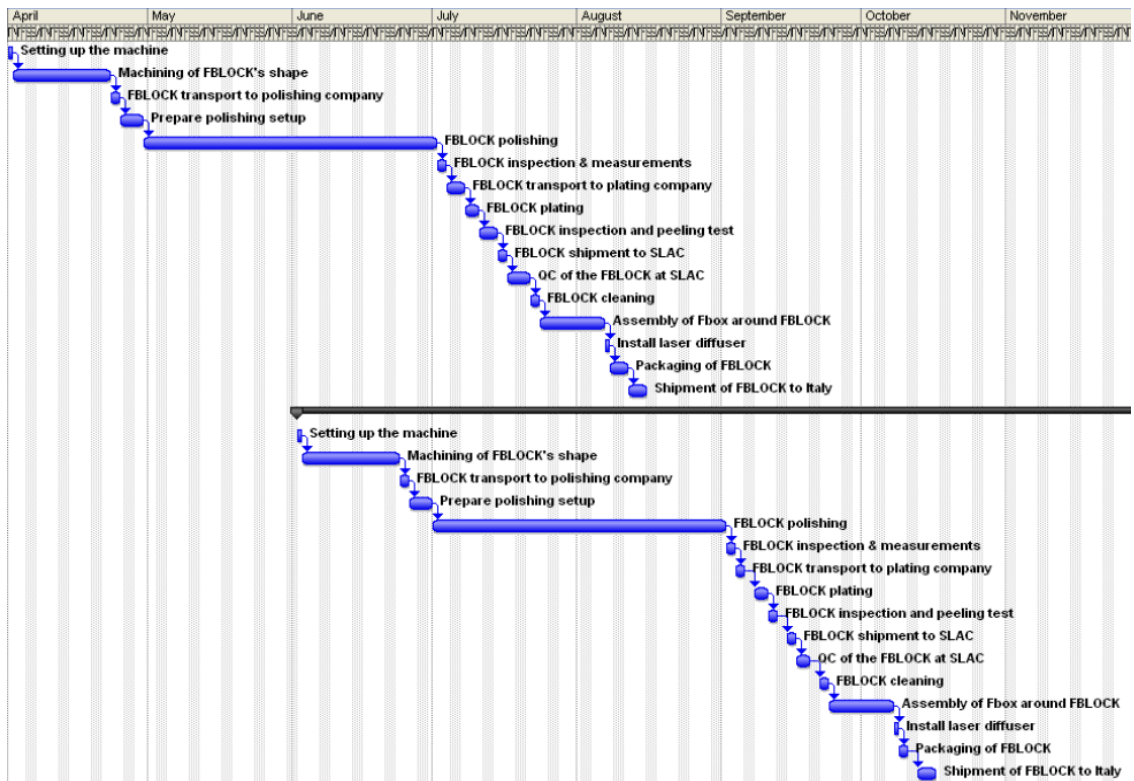 April May June July August September October November
Setting up the machine
Machining of FBLOCK's shape
FBLOCK transport to polishing company
Prepare polishing setup
FBLOCK polishing
FBLOCK inspection & measurements
FBLOCK transport to plating company
FBLOCK plating
FBLOCK inspection and peeling test
FBLOCK shipment to SLAC
QC of the FBLOCK at SLAC
FBLOCK cleaning
Assembly of Fbox around FBLOCK
Install laser diffuser
Packaging of FBLOCK
Shipment of FBLOCK to Italy
Setting up the machine
Machining of FBLOCK's shape
FBLOCK transport to polishing company
Prepare polishing setup
FBLOCK polishing
FBLOCK inspection & measurements
FBLOCK transport to plating company
FBLOCK plating
FBLOCK inspection and peeling test
FBLOCK shipment to SLAC
QC of the FBLOCK at SLAC
FBLOCK cleaning
Assembly of Fbox around FBLOCK
Install laser diffuser
Packaging of FBLOCK
Shipment of FBLOCK to Italy